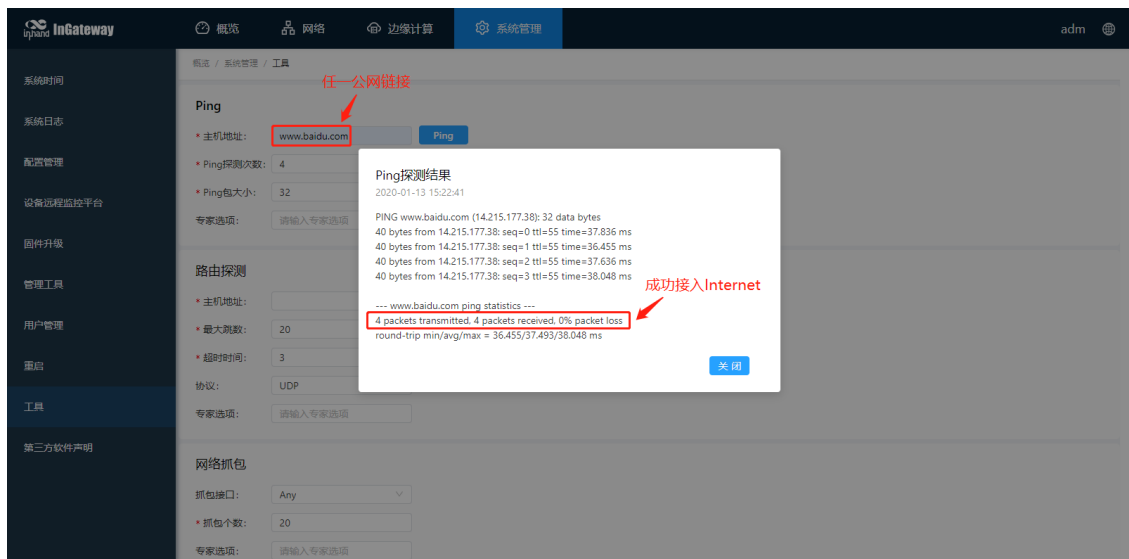 inhand InGateway
概览
网络
边缘计算
系统管理
adm
概览 / 系统管理 / 工具
系统时间
系统日志
配置管理
设备远程监控平台
固件升级
管理工具
用户管理
重启
工具
第三方软件声明
任一公网链接
Ping
* 主机地址: www.baidu.com Ping
* Ping探测次数: 4
* Ping包大小: 32
专家选项: 请输入专家选项
路由探测
* 主机地址:
* 最大跳数: 20
* 超时时间: 3
协议: UDP
专家选项: 请输入专家选项
网络抓包
抓包接口: Any
* 抓包个数: 20
专家选项: 请输入专家选项
Ping探测结果
2020-01-13 15:22:41
PING www.baidu.com (14.215.177.38): 32 data bytes
40 bytes from 14.215.177.38: seq=0 ttl=55 time=37.836 ms
40 bytes from 14.215.177.38: seq=1 ttl=55 time=36.455 ms
40 bytes from 14.215.177.38: seq=2 ttl=55 time=37.636 ms
40 bytes from 14.215.177.38: seq=3 ttl=55 time=38.048 ms
成功接入Internet
--- www.baidu.com ping statistics ---
4 packets transmitted, 4 packets received, 0% packet loss
round-trip min/avg/max = 36.455/37.493/38.048 ms
关 闭